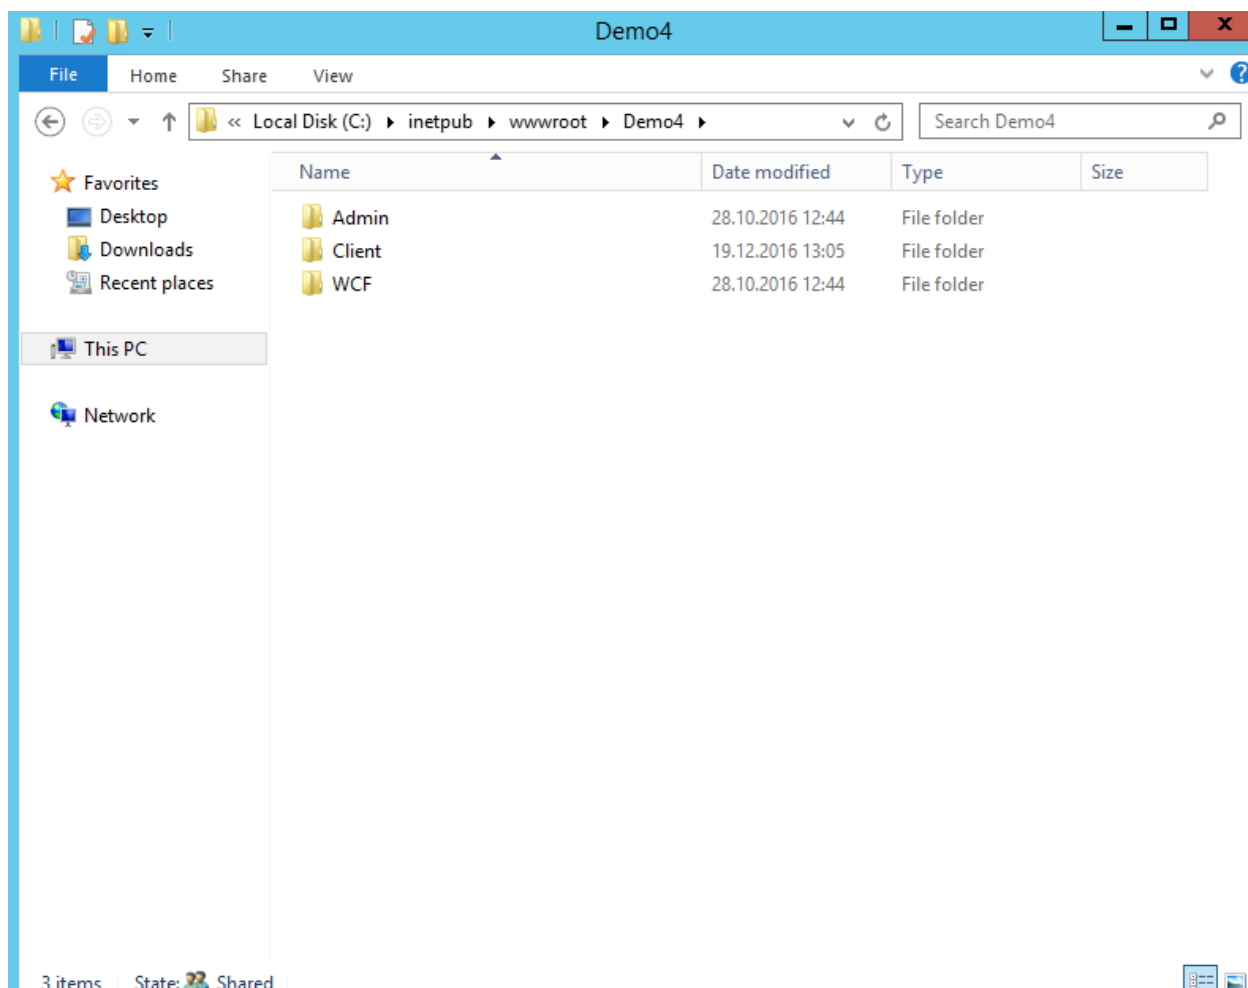 Demo4
File Home Share View
« Local Disk (C:) inetpub wwwroot Demo4 Search Demo4
Name Date modified Type Size
Favorites
Desktop
Downloads
Recent places
This PC
Network
Admin 28.10.2016 12:44 File folder
Client 19.12.2016 13:05 File folder
WCF 28.10.2016 12:44 File folder
3 items State: Shared